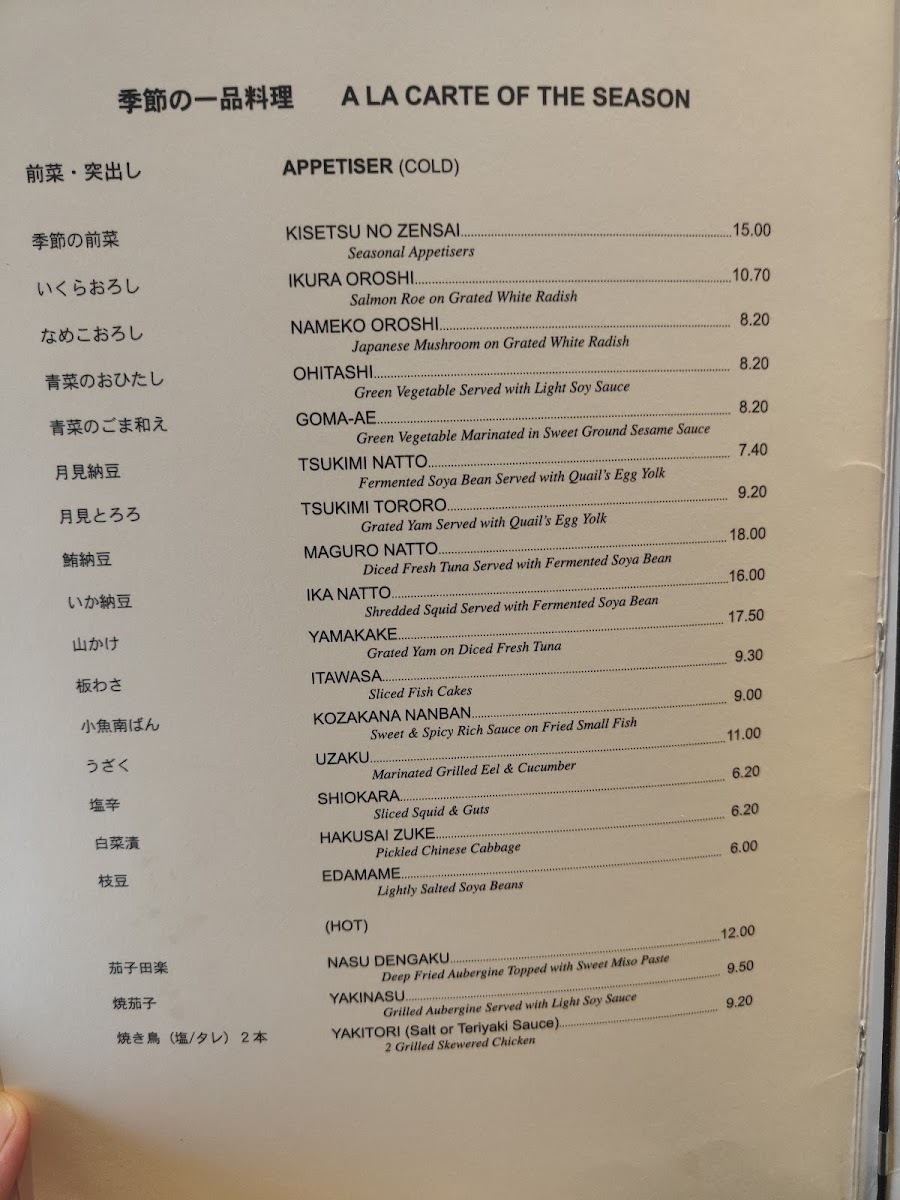 季節の一品料理 A LA CARTE OF THE SEASON
前菜・突出し APPETISER (COLD)
季節の前菜 KISETSU NO ZENSAI 15.00
Seasonal Appetisers
いくらおろし IKURA OROSHI 10.70
Salmon Roe on Grated White Radish
なめこおろし NAMEKO OROSHI 8.20
Japanese Mushroom on Grated White Radish
青菜のおひたし OHITASHI 8.20
Green Vegetable Served with Light Soy Sauce
青菜のごま和え GOMA-AE 8.20
Green Vegetable Marinated in Sweet Ground Sesame Sauce
月見納豆 TSUKIMI NATTO 7.40
Fermented Soya Bean Served with Quail's Egg Yolk
月見とろろ TSUKIMI TORORO 9.20
Grated Yam Served with Quail's Egg Yolk
鮪納豆 MAGURO NATTO 18.00
Diced Fresh Tuna Served with Fermented Soya Bean
いか納豆 IKA NATTO 16.00
Shredded Squid Served with Fermented Soya Bean
山かけ YAMAKAKE 17.50
Grated Yam on Diced Fresh Tuna
板わさ ITAWASA 9.30
Sliced Fish Cakes
小魚南ばん KOZAKANA NANBAN 9.00
Sweet & Spicy Rich Sauce on Fried Small Fish
うざく UZAKU 11.00
Marinated Grilled Eel & Cucumber
塩辛 SHIOKARA 6.20
Sliced Squid & Guts
白菜漬 HAKUSAI ZUKE 6.20
Pickled Chinese Cabbage
枝豆 EDAMAME 6.00
Lightly Salted Soya Beans
(HOT)
茄子田楽 NASU DENGAKU 12.00
Deep Fried Aubergine Topped with Sweet Miso Paste
焼茄子 YAKINASU 9.50
Grilled Aubergine Served with Light Soy Sauce
焼き鳥（塩/タレ）２本 YAKITORI (Salt or Teriyaki Sauce) 9.20
2 Grilled Skewered Chicken